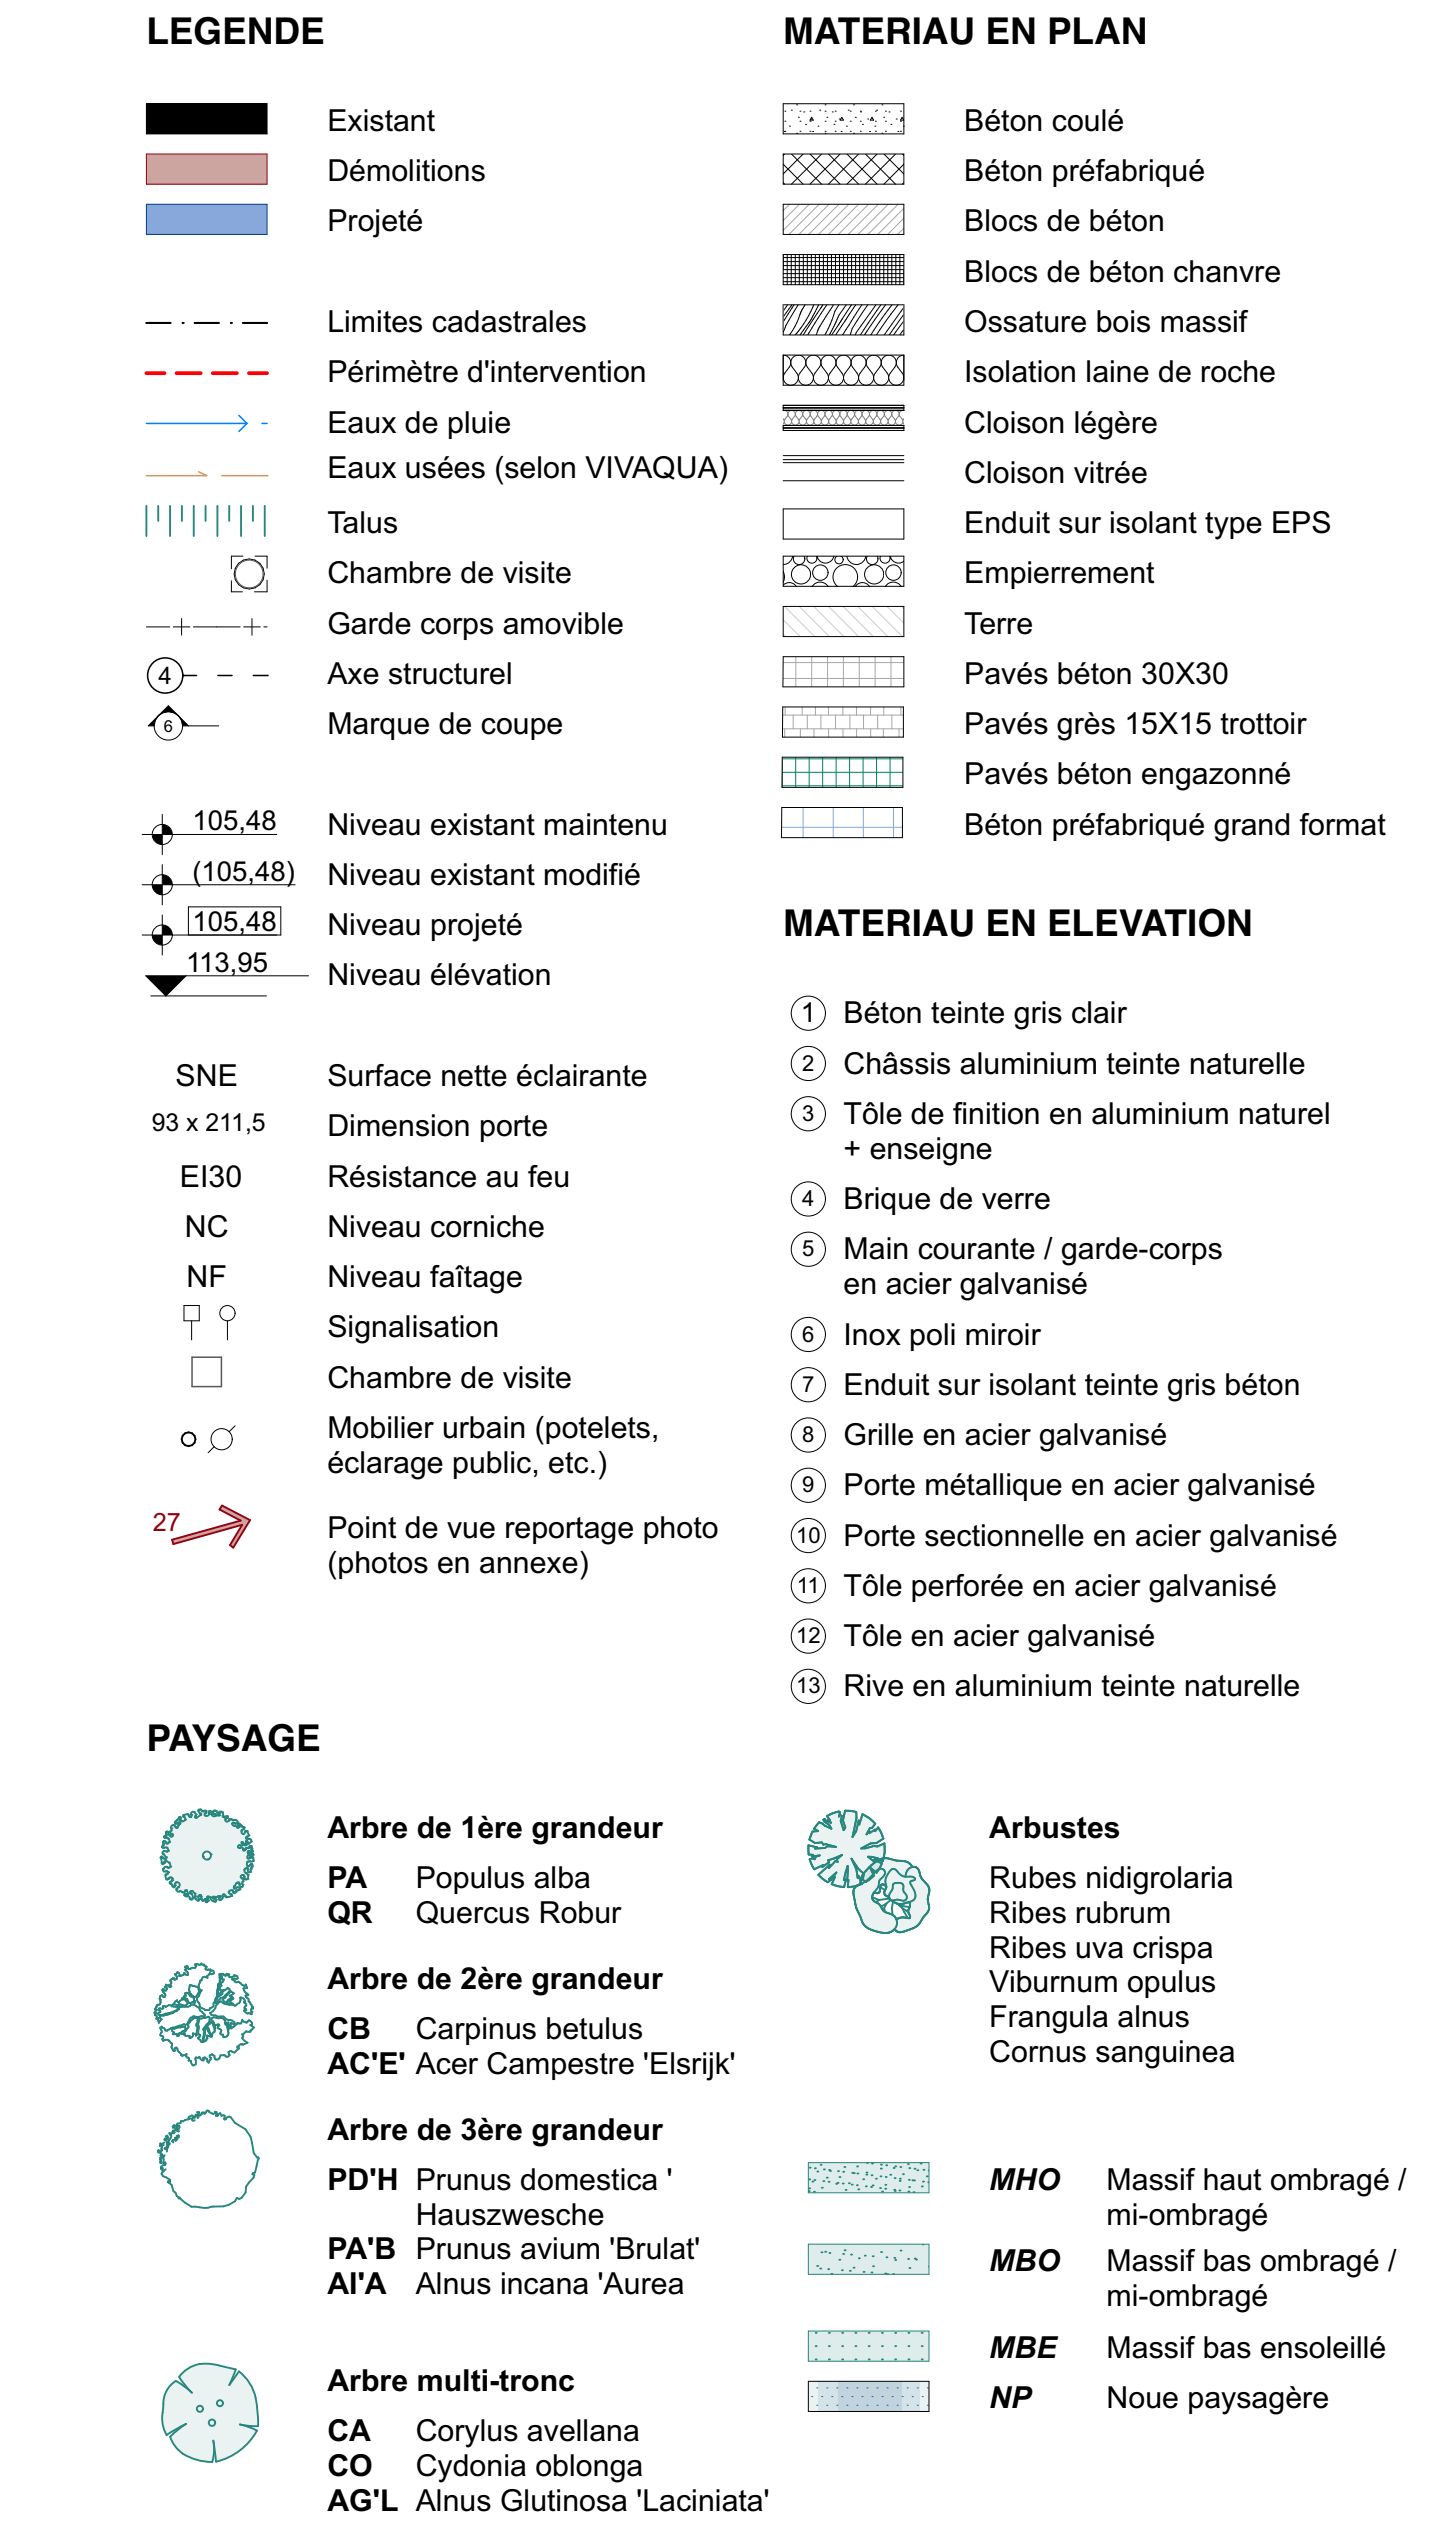 LEGENDE
Existant
Démolitions
Projeté
Limites cadastrales
Périmètre d'intervention
Eaux de pluie
Eaux usées (selon VIVAQUA)
Talus
Chambre de visite
Garde corps amovible
4 Axe structurel
6 Marque de coupe
105,48 Niveau existant maintenu
(105,48) Niveau existant modifié
105,48 Niveau projeté
113,95 Niveau élévation
SNE Surface nette éclairante
93 x 211,5 Dimension porte
EI30 Résistance au feu
NC Niveau corniche
NF Niveau faîtage
Signalisation
Chambre de visite
Mobilier urbain (potelets,
éclarage public, etc.)
27 Point de vue reportage photo
(photos en annexe)
MATERIAU EN PLAN
Béton coulé
Béton préfabriqué
Blocs de béton
Blocs de béton chanvre
Ossature bois massif
Isolation laine de roche
Cloison légère
Cloison vitrée
Enduit sur isolant type EPS
Empierrement
Terre
Pavés béton 30X30
Pavés grès 15X15 trottoir
Pavés béton engazonné
Béton préfabriqué grand format
MATERIAU EN ELEVATION
1 Béton teinte gris clair
2 Châssis aluminium teinte naturelle
3 Tôle de finition en aluminium naturel
+ enseigne
4 Brique de verre
5 Main courante / garde-corps
en acier galvanisé
6 Inox poli miroir
7 Enduit sur isolant teinte gris béton
8 Grille en acier galvanisé
9 Porte métallique en acier galvanisé
10 Porte sectionnelle en acier galvanisé
11 Tôle perforée en acier galvanisé
12 Tôle en acier galvanisé
13 Rive en aluminium teinte naturelle
PAYSAGE
Arbre de 1ère grandeur
PA Populus alba
QR Quercus Robur
Arbre de 2ère grandeur
CB Carpinus betulus
AC'E' Acer Campestre 'Elsrijk'
Arbre de 3ère grandeur
PD'H Prunus domestica '
Hauszwesche
PA'B Prunus avium 'Brulat'
AI'A Alnus incana 'Aurea
Arbre multi-tronc
CA Corylus avellana
CO Cydonia oblonga
AG'L Alnus Glutinosa 'Laciniata'
Arbustes
Rubes nidigrolaria
Ribes rubrum
Ribes uva crispa
Viburnum opulus
Frangula alnus
Cornus sanguinea
MHO Massif haut ombragé /
mi-ombragé
MBO Massif bas ombragé /
mi-ombragé
MBE Massif bas ensoleillé
NP Noue paysagère